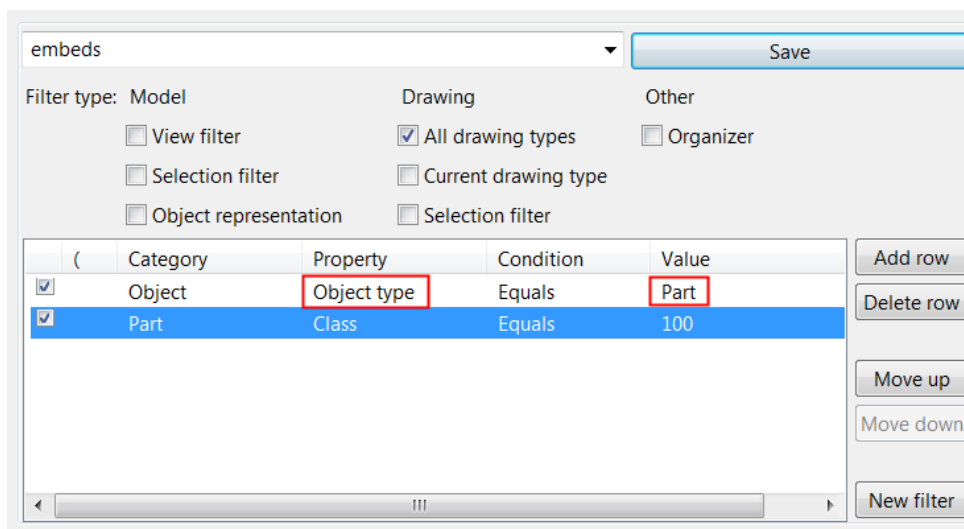 embeds Save
Filter type: Model Drawing Other
View filter All drawing types Organizer
Selection filter Current drawing type
Object representation Selection filter
( Category Property Condition Value Add row
Object Object type Equals Part Delete row
Part Class Equals 100
Move up
Move down
New filter